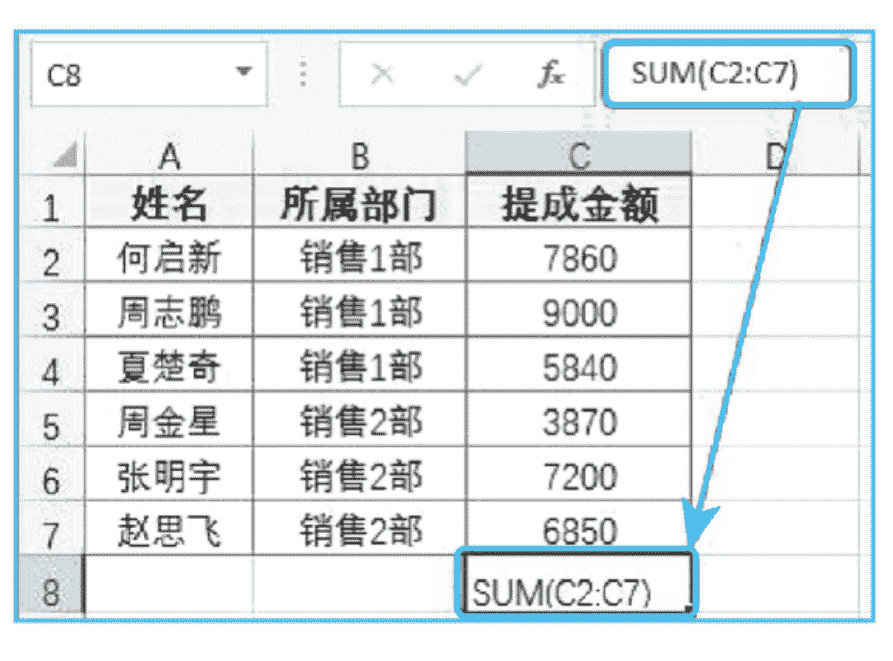 C8 fx SUM(C2:C7)
A B C D
1 姓名 所属部门 提成金额
2 何启新 销售1部 7860
3 周志鹏 销售1部 9000
4 夏楚奇 销售1部 5840
5 周金星 销售2部 3870
6 张明宇 销售2部 7200
7 赵思飞 销售2部 6850
8 SUM(C2:C7)